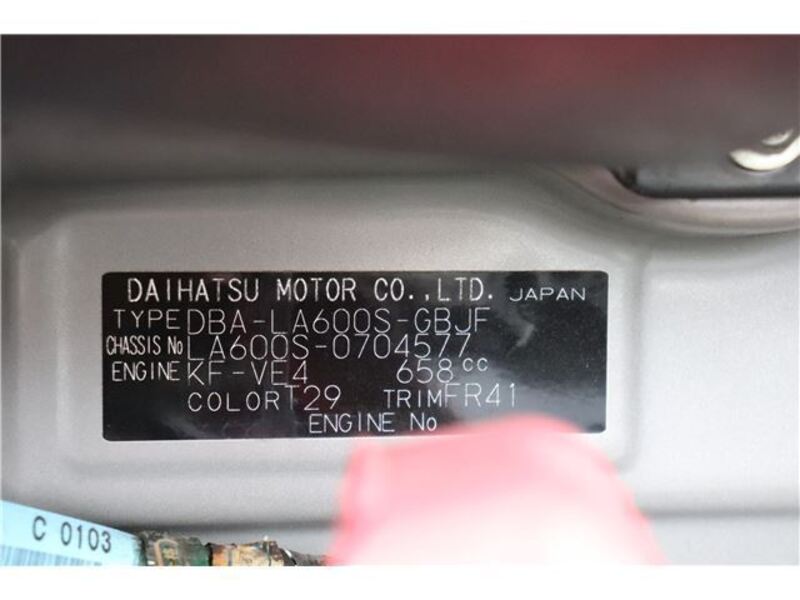 DAIHATSU MOTOR CO.,LTD. JAPAN
TYPE DBA-LA600S-GBJF
CHASSIS No LA600S-0704577
ENGINE KF-VE4 658cc
COLOR T29 TRIM FR41
ENGINE No
C 0103